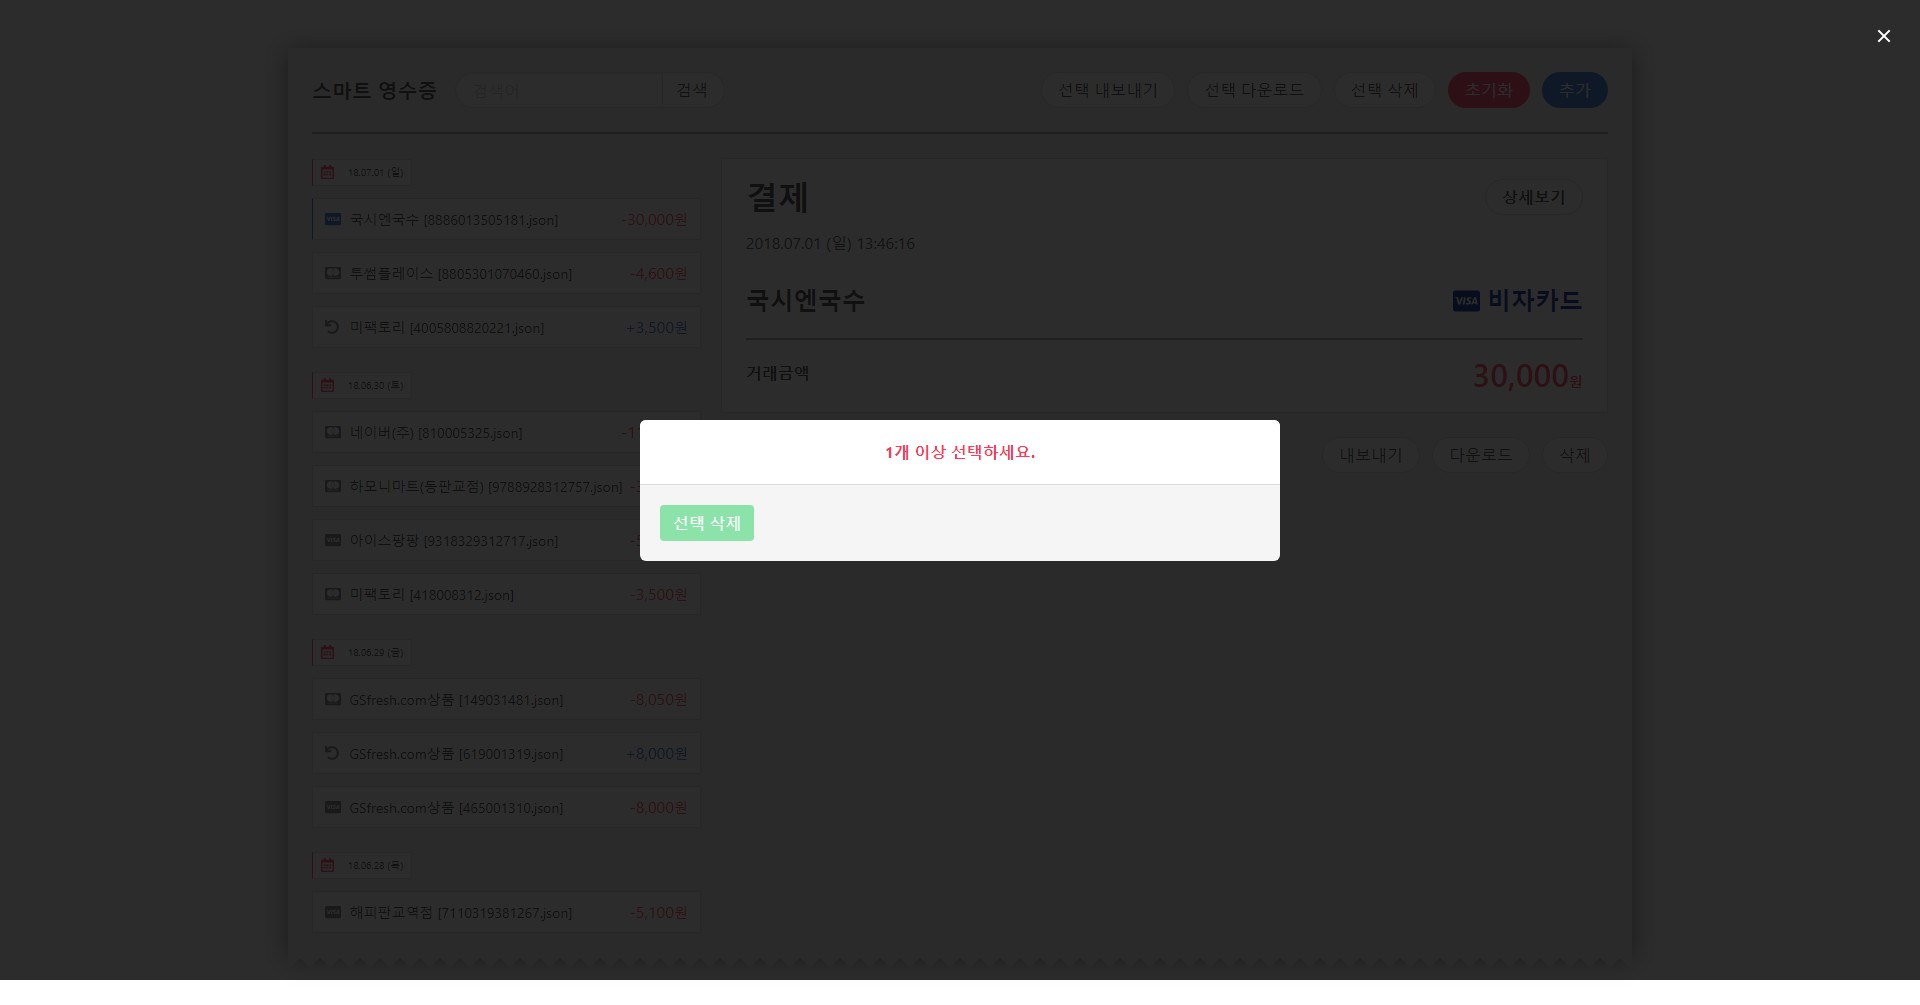 스마트 영수증 검색어 검색 선택 내보내기 선택 다운로드 선택 삭제 초기화 추가
18.07.01 (일)
국시엔국수 [8886013505181.json] -30,000원
투썸플레이스 [8805301070460.json] -4,600원
미팩토리 [4005808820221.json] +3,500원
18.06.30 (토)
네이버(주) [810005325.json]
하모니마트(동판교점) [9788928312757.json]
아이스팡팡 [9318329312717.json]
미팩토리 [418008312.json] -3,500원
18.06.29 (금)
GSfresh.com상품 [149031481.json] -8,050원
GSfresh.com상품 [619001319.json] +8,000원
GSfresh.com상품 [465001310.json] -8,000원
18.06.28 (목)
해피판교역점 [7110319381267.json] -5,100원
결제 상세보기
2018.07.01 (일) 13:46:16
국시엔국수 VISA 비자카드
거래금액 30,000원
내보내기 다운로드 삭제
1개 이상 선택하세요.
선택 삭제